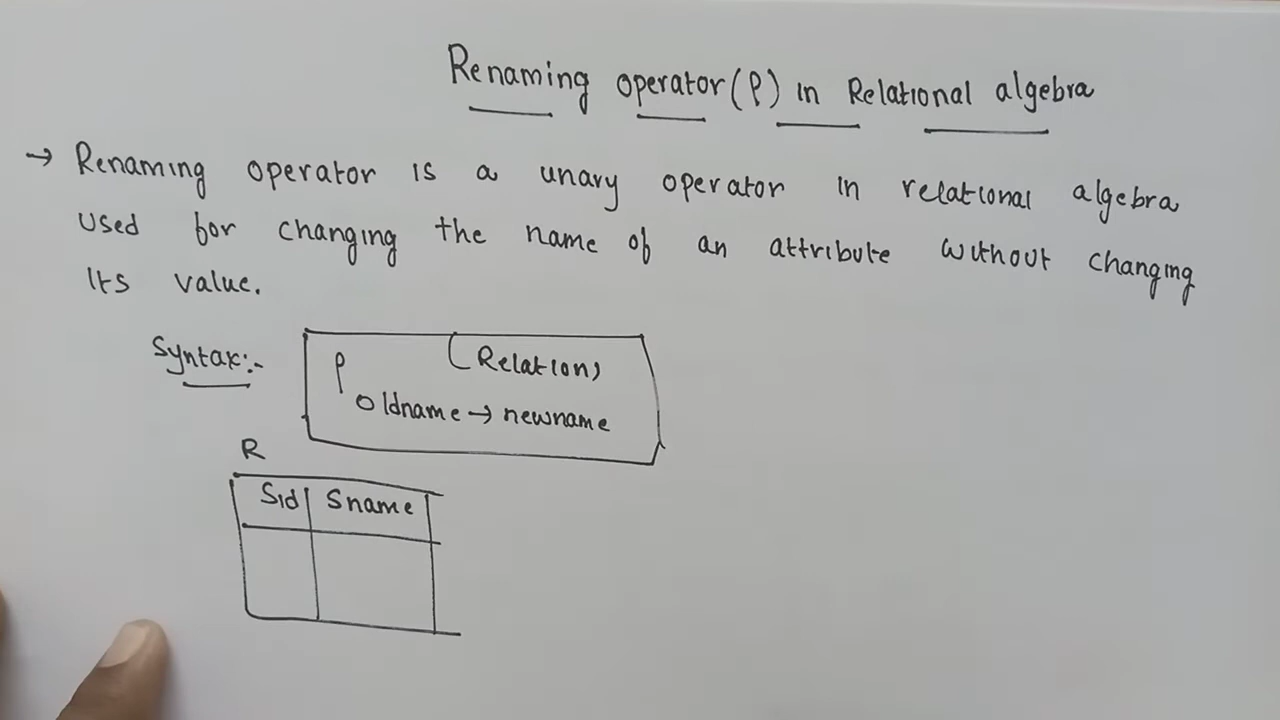 Renaming operator (ρ) in Relational algebra
→ Renaming operator is a unary operator in relational algebra
used for changing the name of an attribute without changing
its value.
Syntax:-
ρ oldname → newname (Relation)
R
Sid Sname